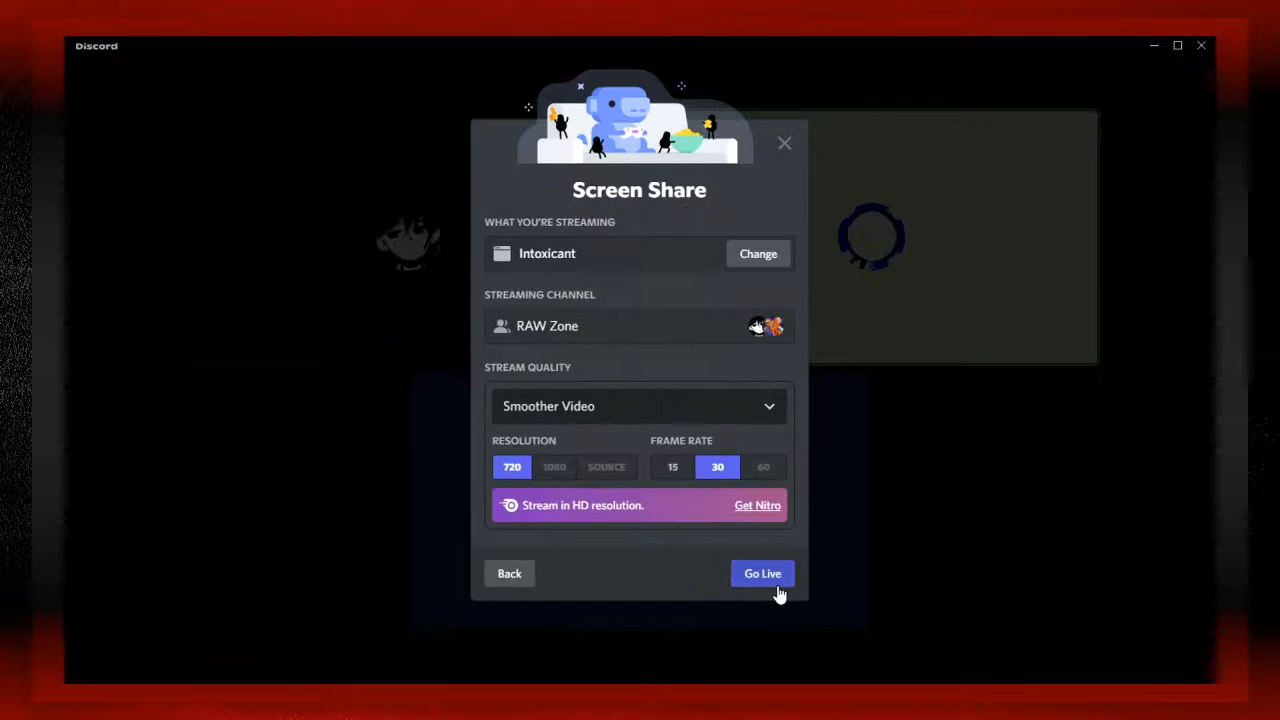 Discord
Screen Share
WHAT YOU'RE STREAMING
Intoxicant
Change
STREAMING CHANNEL
RAW Zone
STREAM QUALITY
Smoother Video
RESOLUTION
FRAME RATE
720 1080 SOURCE
15 30 60
Stream in HD resolution.
Get Nitro
Back
Go Live